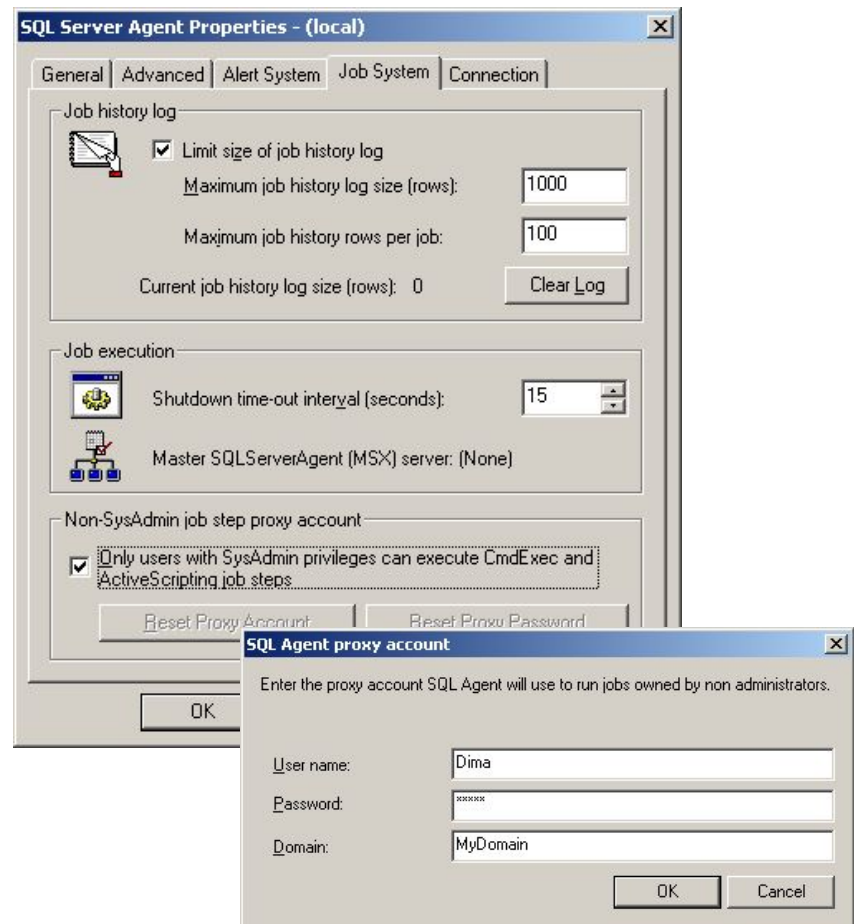 SQL Server Agent Properties - (local)
General
Advanced
Alert System
Job System
Connection
Job history log
Limit size of job history log
Maximum job history log size (rows):
1000
Maximum job history rows per job:
100
Current job history log size (rows): 0
Clear Log
Job execution
Shutdown time-out interval (seconds):
15
Master SQLServerAgent (MSX) server: (None)
Non-SysAdmin job step proxy account
Only users with SysAdmin privileges can execute CmdExec and
ActiveScripting job steps
Reset Proxy Account
Reset Proxy Password
OK
SQL Agent proxy account
Enter the proxy account SQL Agent will use to run jobs owned by non administrators.
User name:
Dima
Password:
*****
Domain:
MyDomain
OK
Cancel